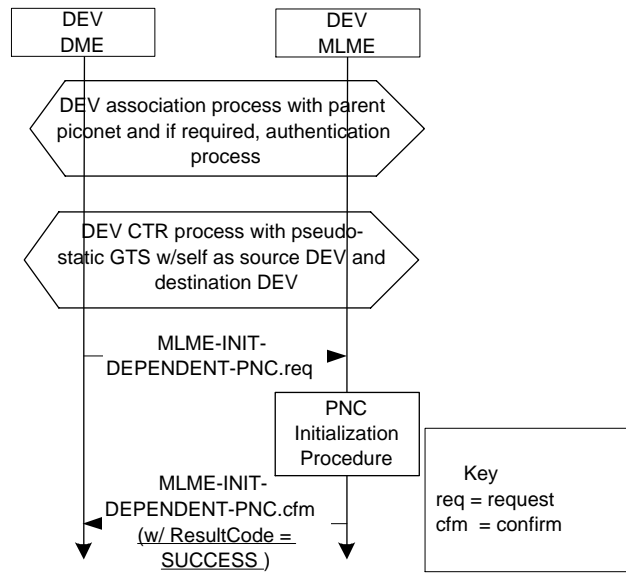 DEV
DME
DEV
MLME
DEV association process with parent
piconet and if required, authentication
process
DEV CTR process with pseudo-
static GTS w/self as source DEV and
destination DEV
MLME-INIT-
DEPENDENT-PNC.req
PNC
Initialization
Procedure
MLME-INIT-
DEPENDENT-PNC.cfm
(w/ ResultCode =
SUCCESS )
Key
req = request
cfm = confirm